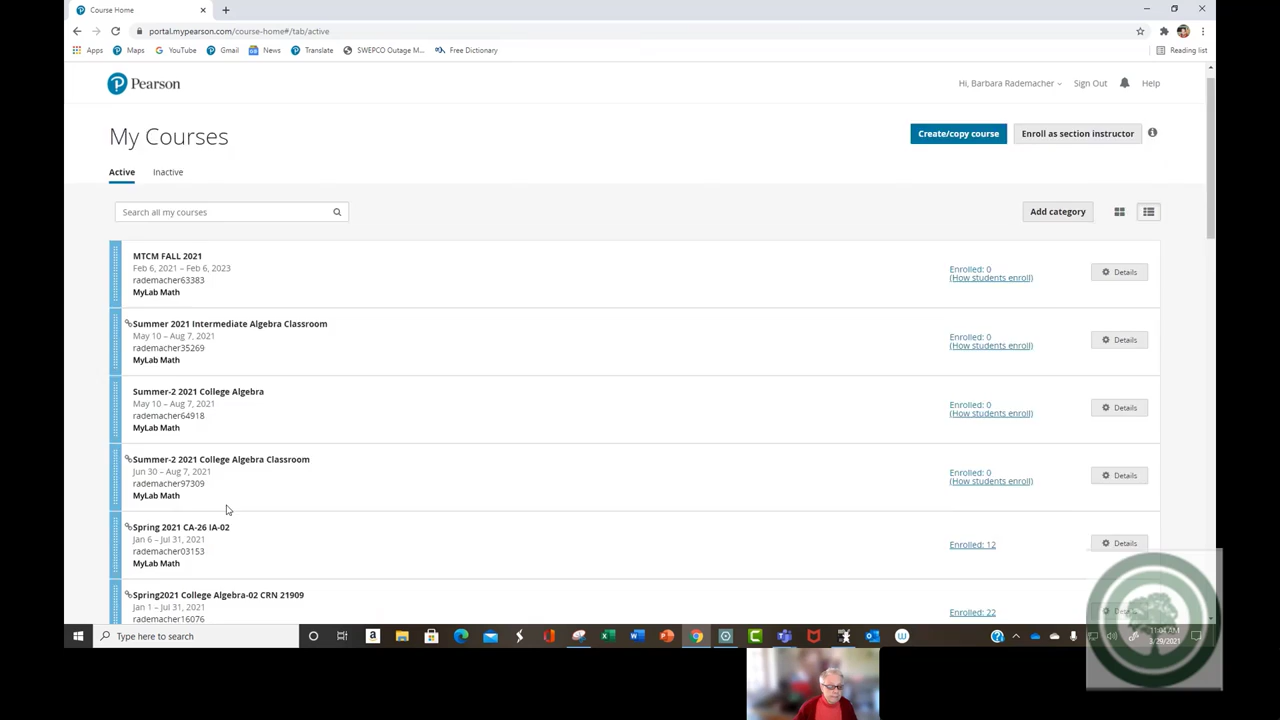 Course Home
portal.mypearson.com/course-home#/tab/active
Apps Maps YouTube Gmail News Translate SWEPCO Outage M... Free Dictionary Reading list
Pearson
Hi, Barbara Rademacher Sign Out Help
My Courses
Create/copy course Enroll as section instructor
Active Inactive
Search all my courses
Add category
MTCM FALL 2021
Feb 6, 2021 – Feb 6, 2023
rademacher63383
MyLab Math
Enrolled: 0
(How students enroll)
Details
Summer 2021 Intermediate Algebra Classroom
May 10 – Aug 7, 2021
rademacher35269
MyLab Math
Enrolled: 0
(How students enroll)
Details
Summer-2 2021 College Algebra
May 10 – Aug 7, 2021
rademacher64918
MyLab Math
Enrolled: 0
(How students enroll)
Details
Summer-2 2021 College Algebra Classroom
Jun 30 – Aug 7, 2021
rademacher97309
MyLab Math
Enrolled: 0
(How students enroll)
Details
Spring 2021 CA-26 IA-02
Jan 6 – Jul 31, 2021
rademacher03153
MyLab Math
Enrolled: 12
Details
Spring2021 College Algebra-02 CRN 21909
Jan 1 – Jul 31, 2021
rademacher16076
Enrolled: 22
Details
Type here to search
11:04 AM
3/29/2021